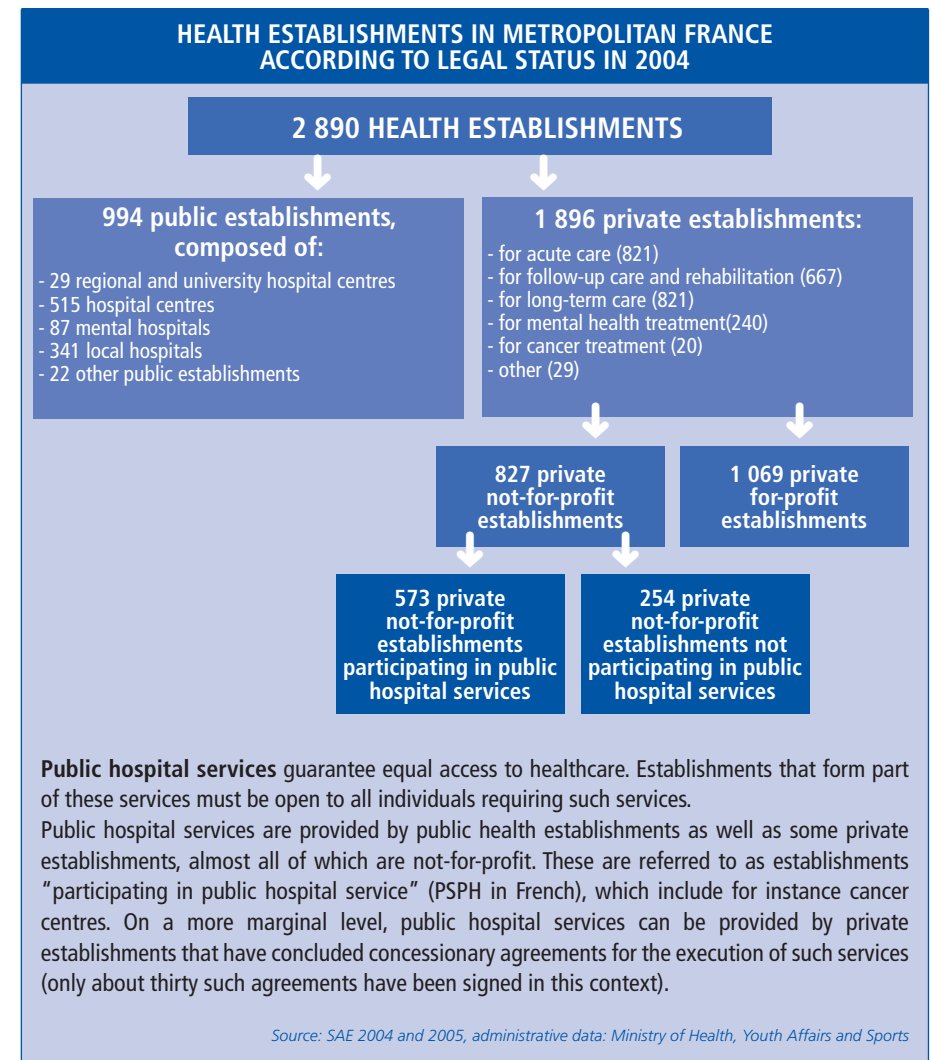 HEALTH ESTABLISHMENTS IN METROPOLITAN FRANCE
ACCORDING TO LEGAL STATUS IN 2004
2 890 HEALTH ESTABLISHMENTS
994 public establishments,
composed of:
- 29 regional and university hospital centres
- 515 hospital centres
- 87 mental hospitals
- 341 local hospitals
- 22 other public establishments
1 896 private establishments:
- for acute care (821)
- for follow-up care and rehabilitation (667)
- for long-term care (821)
- for mental health treatment(240)
- for cancer treatment (20)
- other (29)
827 private
not-for-profit
establishments
1 069 private
for-profit
establishments
573 private
not-for-profit
establishments
participating in public
hospital services
254 private
not-for-profit
establishments not
participating in public
hospital services
Public hospital services guarantee equal access to healthcare. Establishments that form part
of these services must be open to all individuals requiring such services.
Public hospital services are provided by public health establishments as well as some private
establishments, almost all of which are not-for-profit. These are referred to as establishments
"participating in public hospital service" (PSPH in French), which include for instance cancer
centres. On a more marginal level, public hospital services can be provided by private
establishments that have concluded concessionary agreements for the execution of such services
(only about thirty such agreements have been signed in this context).
Source: SAE 2004 and 2005, administrative data: Ministry of Health, Youth Affairs and Sports